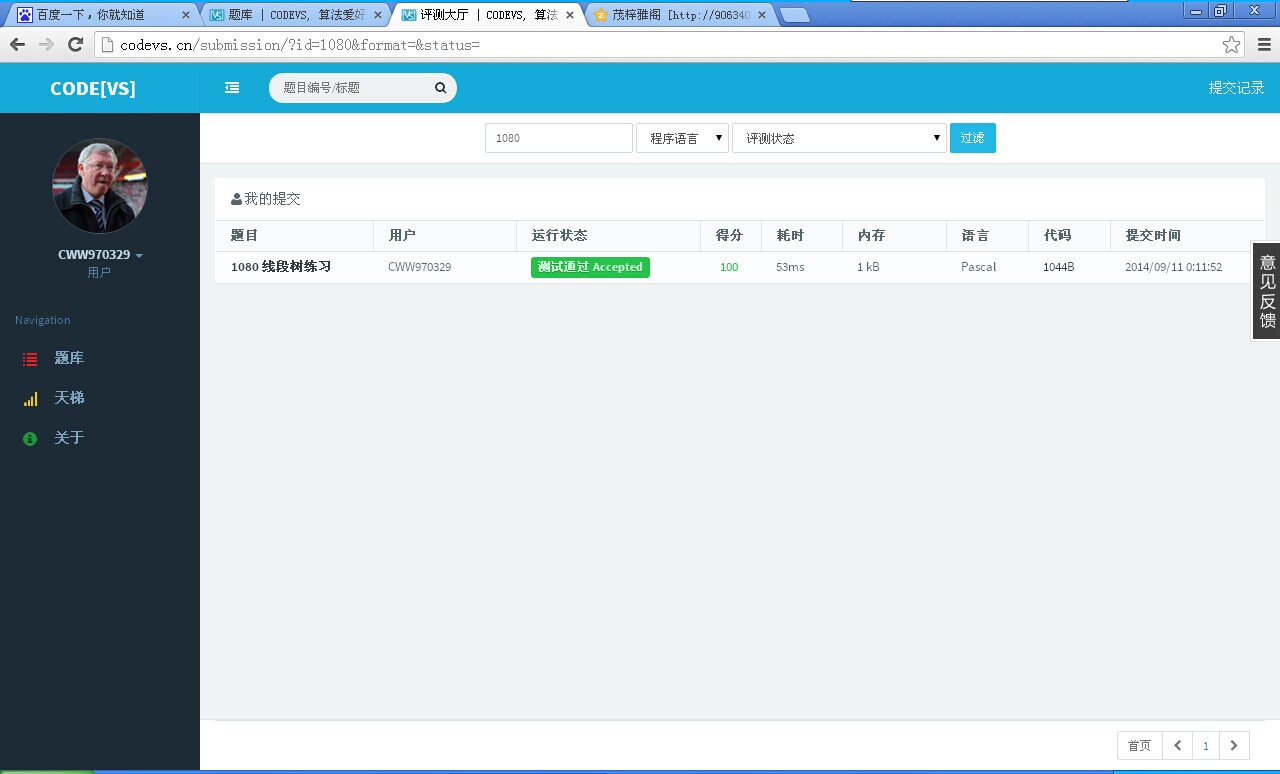 百度一下，你就知道
题库 | CODEVS, 算法爱好
评测大厅 | CODEVS, 算法
茂梓雅阁 [http://906340
codevs.cn/submission/?id=1080&format=&status=
CODE[VS]
题目编号/标题
提交记录
CWW970329
用户
Navigation
题库
天梯
关于
1080
程序语言
评测状态
过滤
我的提交
题目 用户 运行状态 得分 耗时 内存 语言 代码 提交时间
1080 线段树练习 CWW970329 测试通过 Accepted 100 53ms 1 kB Pascal 1044B 2014/09/11 0:11:52
意见反馈
首页
1